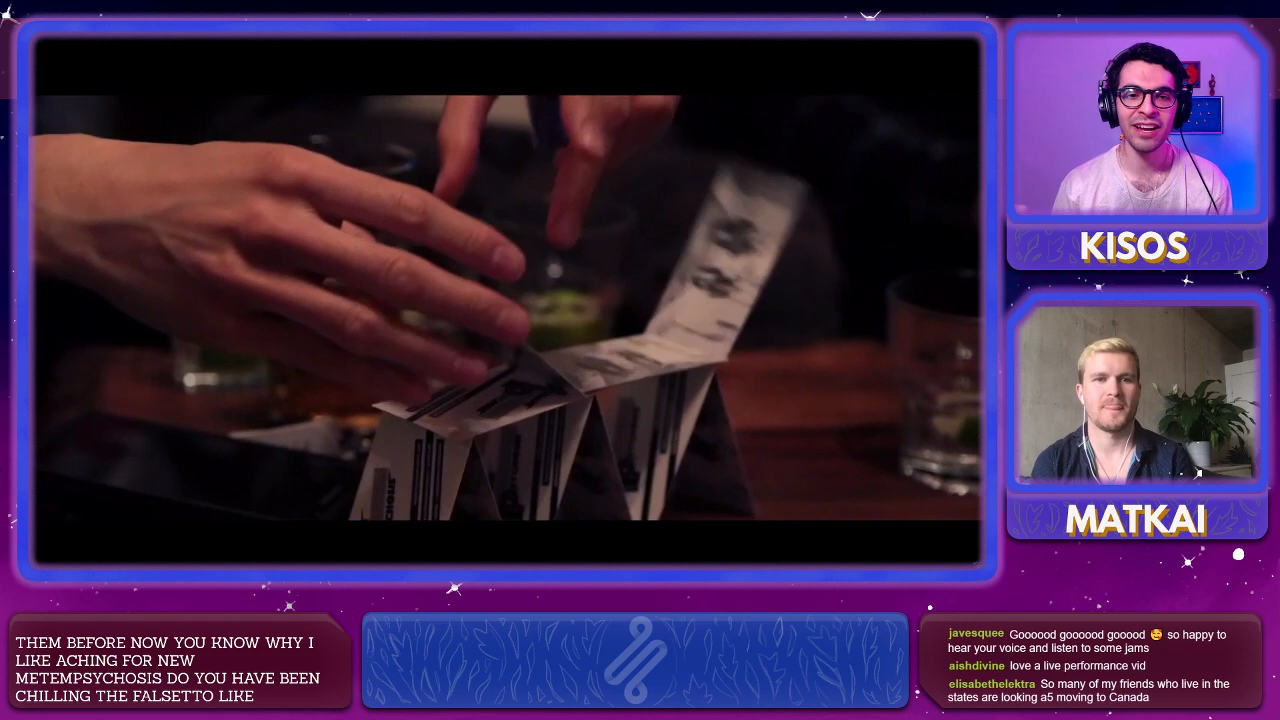 KISOS
MATKAI
THEM BEFORE NOW YOU KNOW WHY I
LIKE ACHING FOR NEW
METEMPSYCHOSIS DO YOU HAVE BEEN
CHILLING THE FALSETTO LIKE
javesquee Goooood goooood gooood 🥰 so happy to
hear your voice and listen to some jams
aishdivine love a live performance vid
elisabethelektra So many of my friends who live in the
states are looking a5 moving to Canada